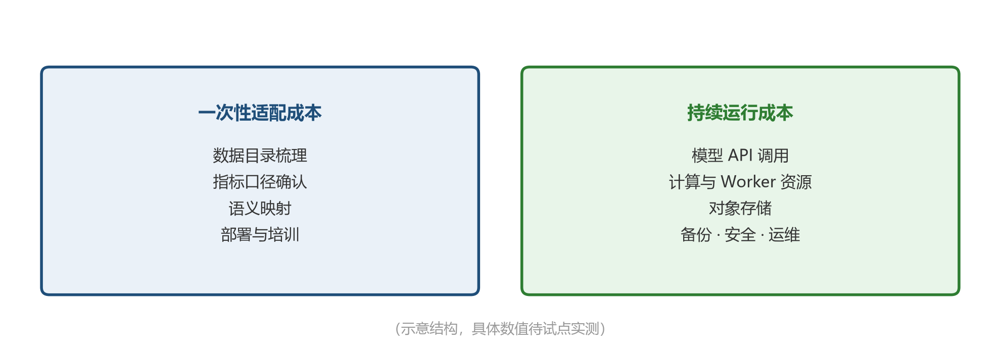 一次性适配成本
数据目录梳理
指标口径确认
语义映射
部署与培训
持续运行成本
模型 API 调用
计算与 Worker 资源
对象存储
备份 · 安全 · 运维
（示意结构，具体数值待试点实测）